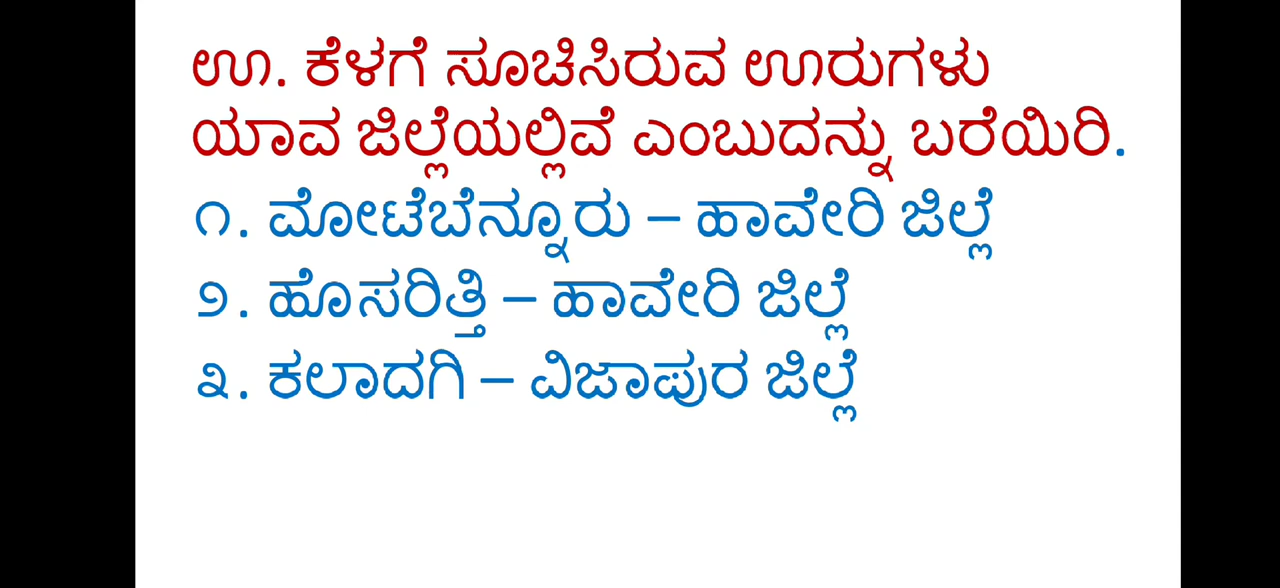 ಊ. ಕೆಳಗೆ ಸೂಚಿಸಿರುವ ಊರುಗಳು
ಯಾವ ಜಿಲ್ಲೆಯಲ್ಲಿವೆ ಎಂಬುದನ್ನು ಬರೆಯಿರಿ.
೧. ಮೋಟೆಬೆನ್ನೂರು – ಹಾವೇರಿ ಜಿಲ್ಲೆ
೨. ಹೊಸರಿತ್ತಿ – ಹಾವೇರಿ ಜಿಲ್ಲೆ
೩. ಕಲಾದಗಿ – ವಿಜಾಪುರ ಜಿಲ್ಲೆ